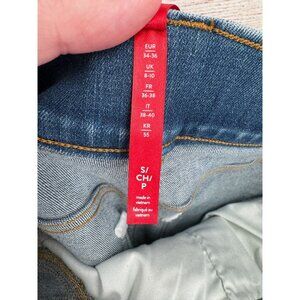 EUR
34-36
UK
8-10
FR
36-38
IT
38-40
KR
55
S/
CH/
P
made in
vietnam
fabriqué au
vietnam